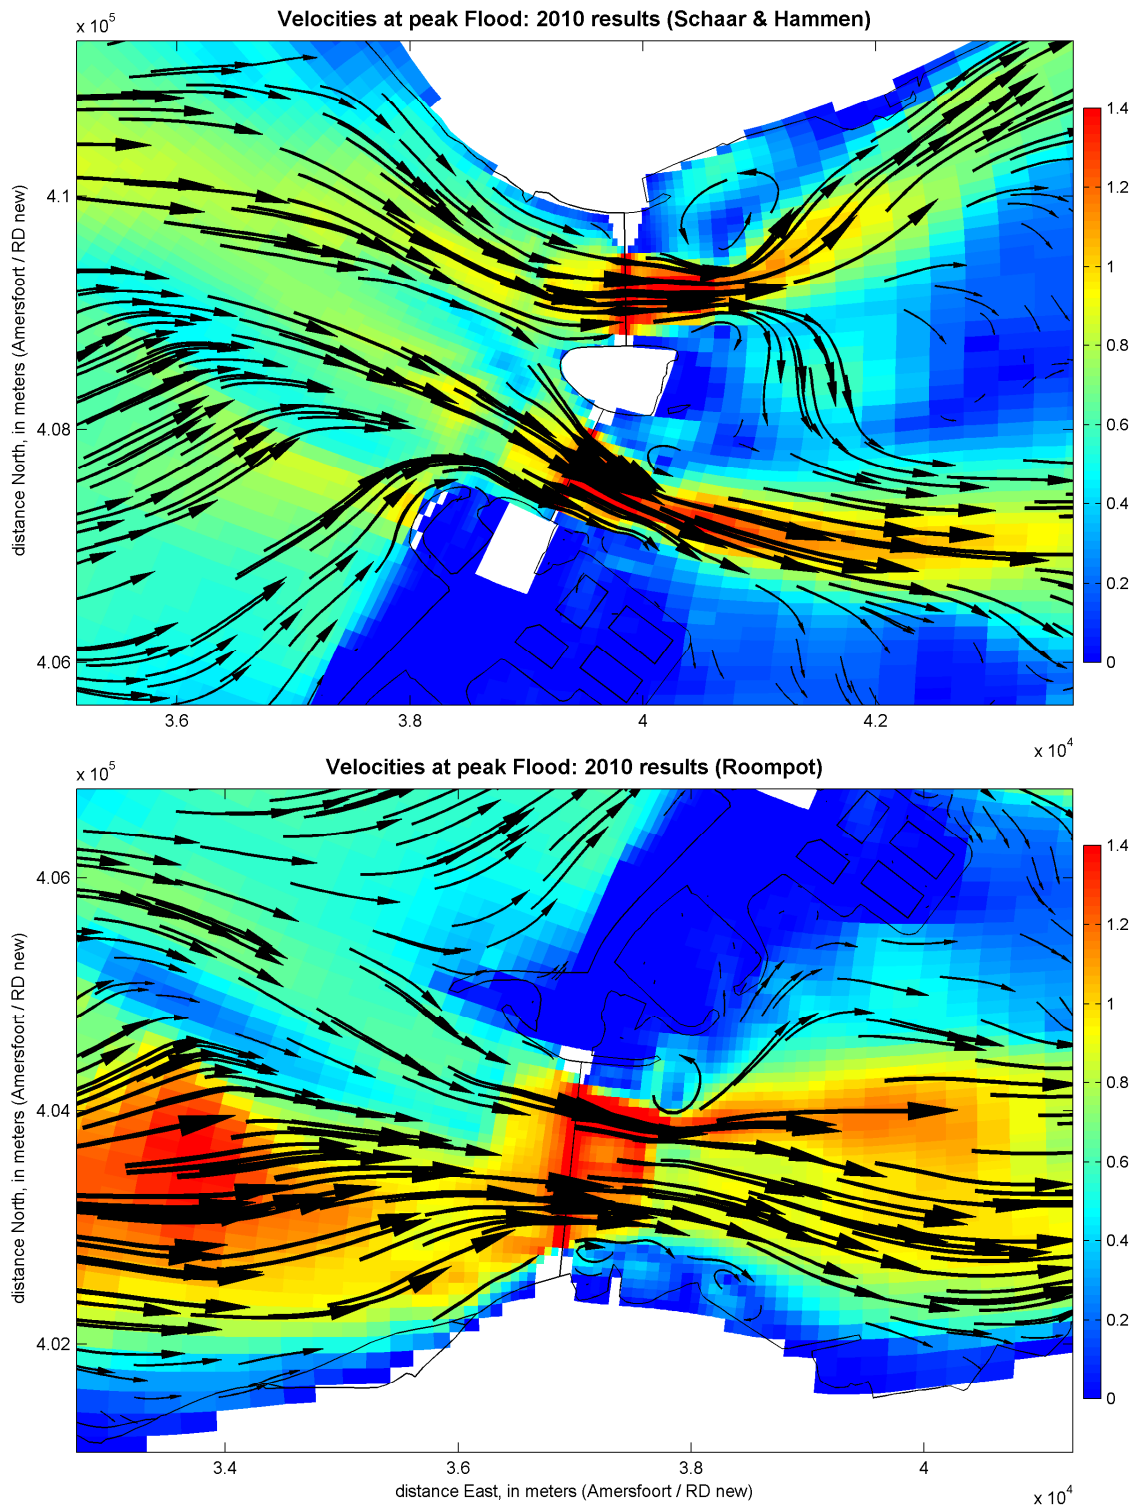 Velocities at peak Flood: 2010 results (Schaar & Hammen)
x 10^5
distance North, in meters (Amersfoort / RD new)
4.1
4.08
4.06
3.6 3.8 4 4.2
x 10^4
1.4
1.2
1
0.8
0.6
0.4
0.2
0
Velocities at peak Flood: 2010 results (Roompot)
x 10^5
distance North, in meters (Amersfoort / RD new)
4.06
4.04
4.02
3.4 3.6 3.8 4
distance East, in meters (Amersfoort / RD new)
x 10^4
1.4
1.2
1
0.8
0.6
0.4
0.2
0